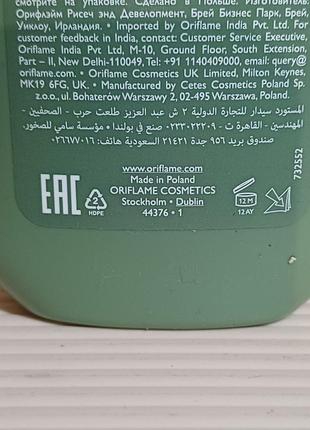 смотрите на упаковке. Сделано в Польше. Изготовитель:
Орифлэйм Рисеч энд Девелопмент, Брей Бизнес Парк, Брей,
Уиклоу, Ирландия. • Imported by Oriflame India Pvt. Ltd. For
customer feedback in India, contact: Customer Service Executive,
Oriflame India Pvt Ltd, M-10, Ground Floor, South Extension,
Part – II, New Delhi-110049, Tel: +91 1140409000, email: query@
oriflame.com • Oriflame Cosmetics UK Limited, Milton Keynes,
MK19 6FG, UK. • Manufactured by Cetes Cosmetics Poland Sp.
z.o.o., ul. Bohaterów Warszawy 2, 02-495 Warszawa, Poland.
المستورد سيدار للتجارة الدولية ٢ ش عبد العزيز طلعت حرب - الصحفيين -
المهندسين - القاهرة ت ٠٢٣٣٠٢٢٢٠٩ صنع في بولندا • مؤسسة سامي للصخور،
صندوق بريد ٩٥٦ جدة ٢١٤٢١ السعودية هاتف:٠٢٦٦٧٧٠١٦
EAC
2
HDPE
www.oriflame.com
Made in Poland
ORIFLAME COSMETICS
Stockholm • Dublin
44376 • 1
12 M
12 AY
732552